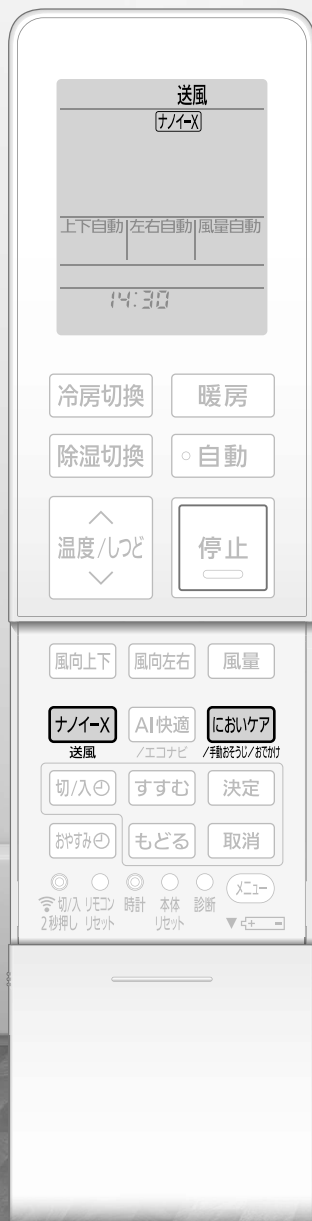 送風
ナノイーX
上下自動 左右自動 風量自動
14:30
冷房切換 暖房
除湿切換 自動
温度/しつど 停止
風向上下 風向左右 風量
ナノイーX AI快適 においケア
送風 /エコナビ /手動おそうじ/おでかけ
切/入 すすむ 決定
おやすみ もどる 取消
切/入 リモコン 時計 本体 診断 メニュー
2秒押し リセット リセット